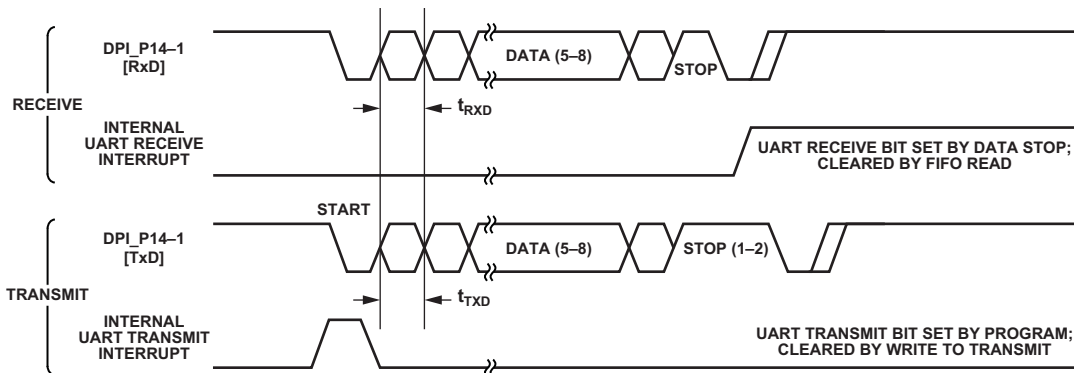 DPI_P14–1
[RxD]
DATA (5–8)
STOP
RECEIVE
tRXD
INTERNAL
UART RECEIVE
INTERRUPT
UART RECEIVE BIT SET BY DATA STOP;
CLEARED BY FIFO READ
START
DPI_P14–1
[TxD]
DATA (5–8)
STOP (1–2)
TRANSMIT
tTXD
INTERNAL
UART TRANSMIT
INTERRUPT
UART TRANSMIT BIT SET BY PROGRAM;
CLEARED BY WRITE TO TRANSMIT